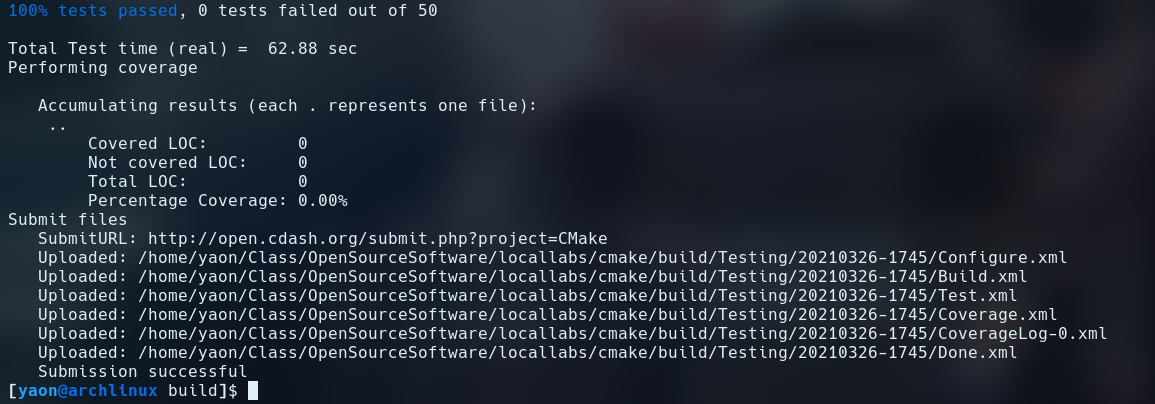 100% tests passed, 0 tests failed out of 50
Total Test time (real) =  62.88 sec
Performing coverage
   Accumulating results (each . represents one file):
    ..
        Covered LOC:         0
        Not covered LOC:     0
        Total LOC:           0
        Percentage Coverage: 0.00%
Submit files
   SubmitURL: http://open.cdash.org/submit.php?project=CMake
   Uploaded: /home/yaon/Class/OpenSourceSoftware/locallabs/cmake/build/Testing/20210326-1745/Configure.xml
   Uploaded: /home/yaon/Class/OpenSourceSoftware/locallabs/cmake/build/Testing/20210326-1745/Build.xml
   Uploaded: /home/yaon/Class/OpenSourceSoftware/locallabs/cmake/build/Testing/20210326-1745/Test.xml
   Uploaded: /home/yaon/Class/OpenSourceSoftware/locallabs/cmake/build/Testing/20210326-1745/Coverage.xml
   Uploaded: /home/yaon/Class/OpenSourceSoftware/locallabs/cmake/build/Testing/20210326-1745/CoverageLog-0.xml
   Uploaded: /home/yaon/Class/OpenSourceSoftware/locallabs/cmake/build/Testing/20210326-1745/Done.xml
   Submission successful
[yaon@archlinux build]$